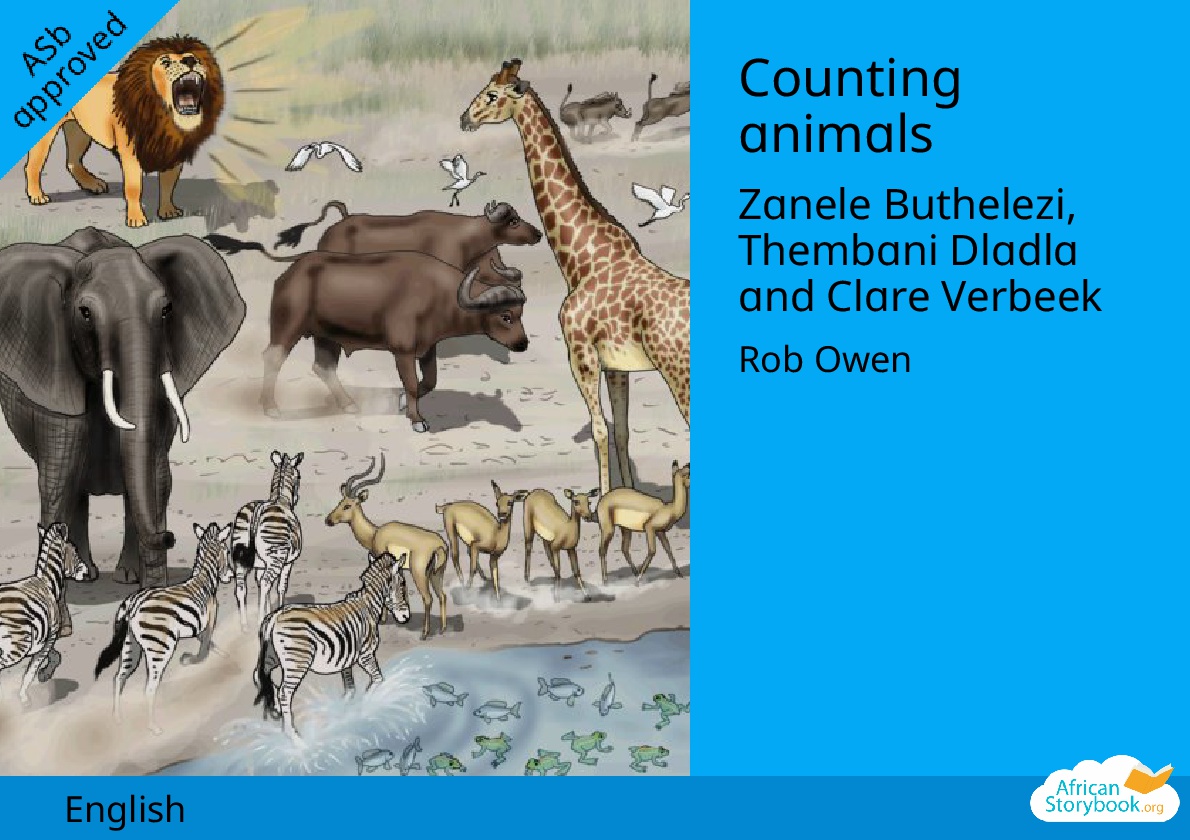 ASb
approved
Counting
animals
Zanele Buthelezi,
Thembani Dladla
and Clare Verbeek
Rob Owen
English
African
Storybook.org